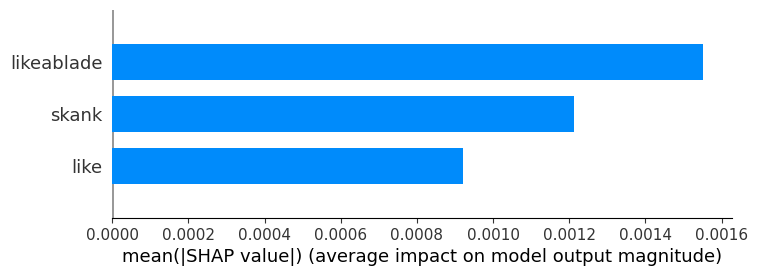 likeablade
skank
like
0.0000 0.0002 0.0004 0.0006 0.0008 0.0010 0.0012 0.0014 0.0016
mean(|SHAP value|) (average impact on model output magnitude)